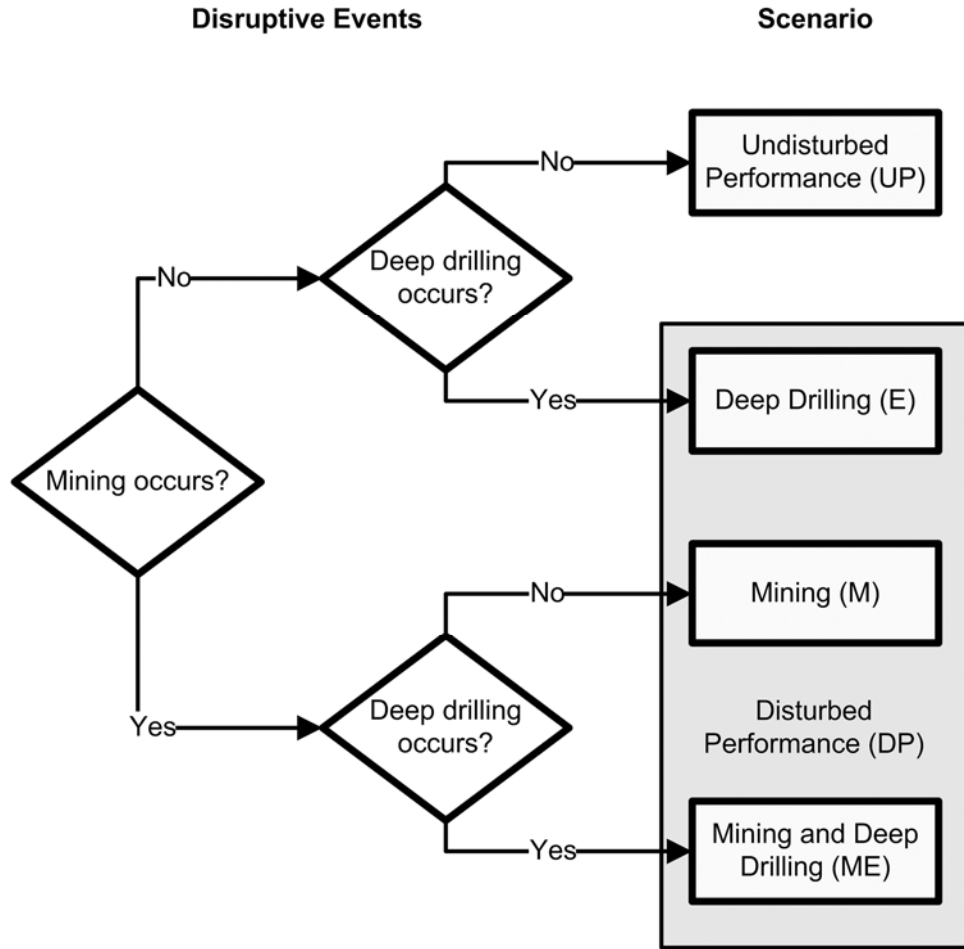 Disruptive Events
Scenario
No
Undisturbed
Performance (UP)
Deep drilling
occurs?
No
Yes
Deep Drilling (E)
Mining occurs?
No
Mining (M)
Yes
Deep drilling
occurs?
Disturbed
Performance (DP)
Yes
Mining and Deep
Drilling (ME)